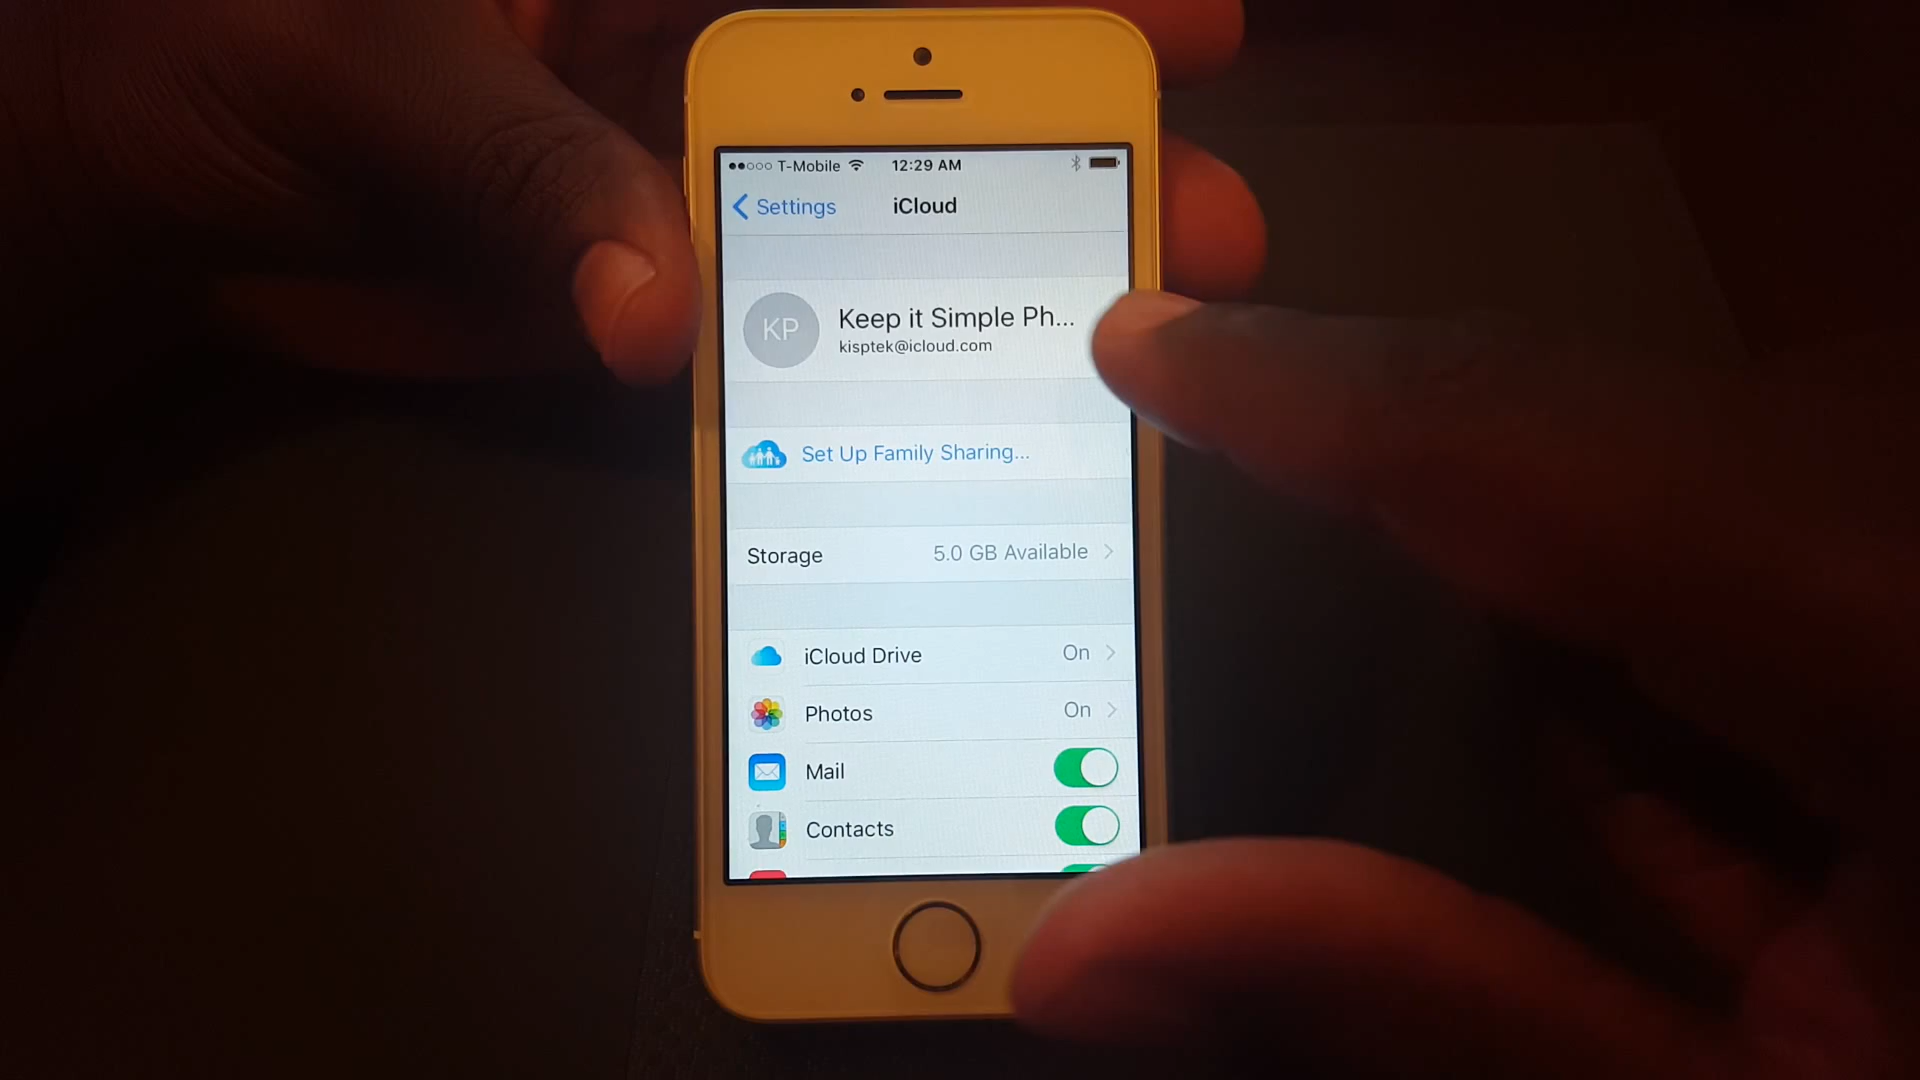 T-Mobile 12:29 AM
Settings iCloud
KP
Keep it Simple Ph...
kisptek@icloud.com
Set Up Family Sharing...
Storage 5.0 GB Available
iCloud Drive On
Photos On
Mail
Contacts